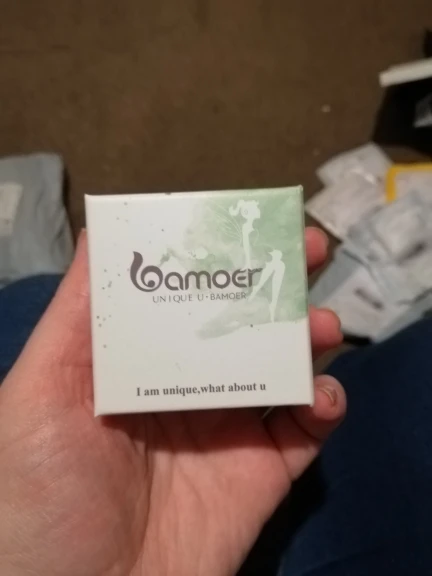 bamoer
UNIQUE U·BAMOER
I am unique,what about u